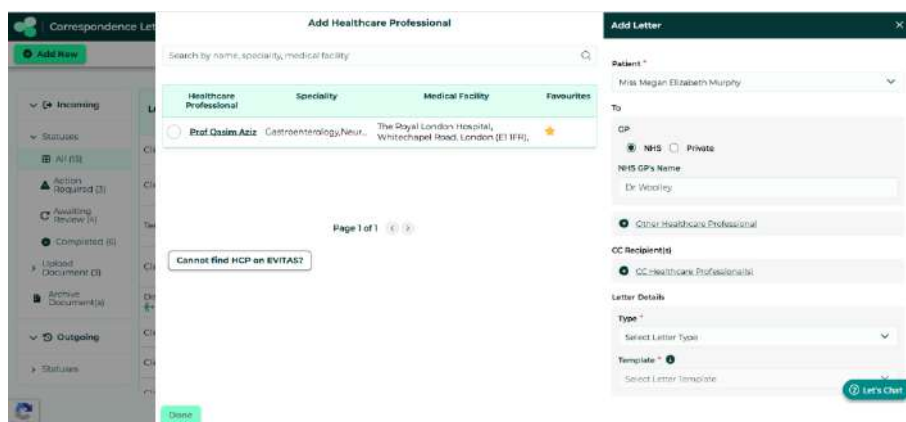 Correspondence Let
Add New
Incoming
Statuses
All (13)
Action
Required (3)
Awaiting
Review (4)
Completed (6)
Upload
Document (3)
Archive
Document(s)
Outgoing
Statuses
Add Healthcare Professional
Search by name, speciality, medical facility
Healthcare
Professional
Speciality
Medical Facility
Favourites
Prof Qasim Aziz
Gastroenterology,Neur...
The Royal London Hospital,
Whitechapel Road, London (E1 1FR),
Page 1 of 1
Cannot find HCP on EVITAS?
Done
Add Letter
Patient *
Miss Megan Elizabeth Murphy
To
GP
NHS
Private
NHS GP's Name
Dr Woolley
Other Healthcare Professional
CC Recipient(s)
CC Healthcare Professional(s)
Letter Details
Type *
Select Letter Type
Template *
Select Letter Template
Let's Chat